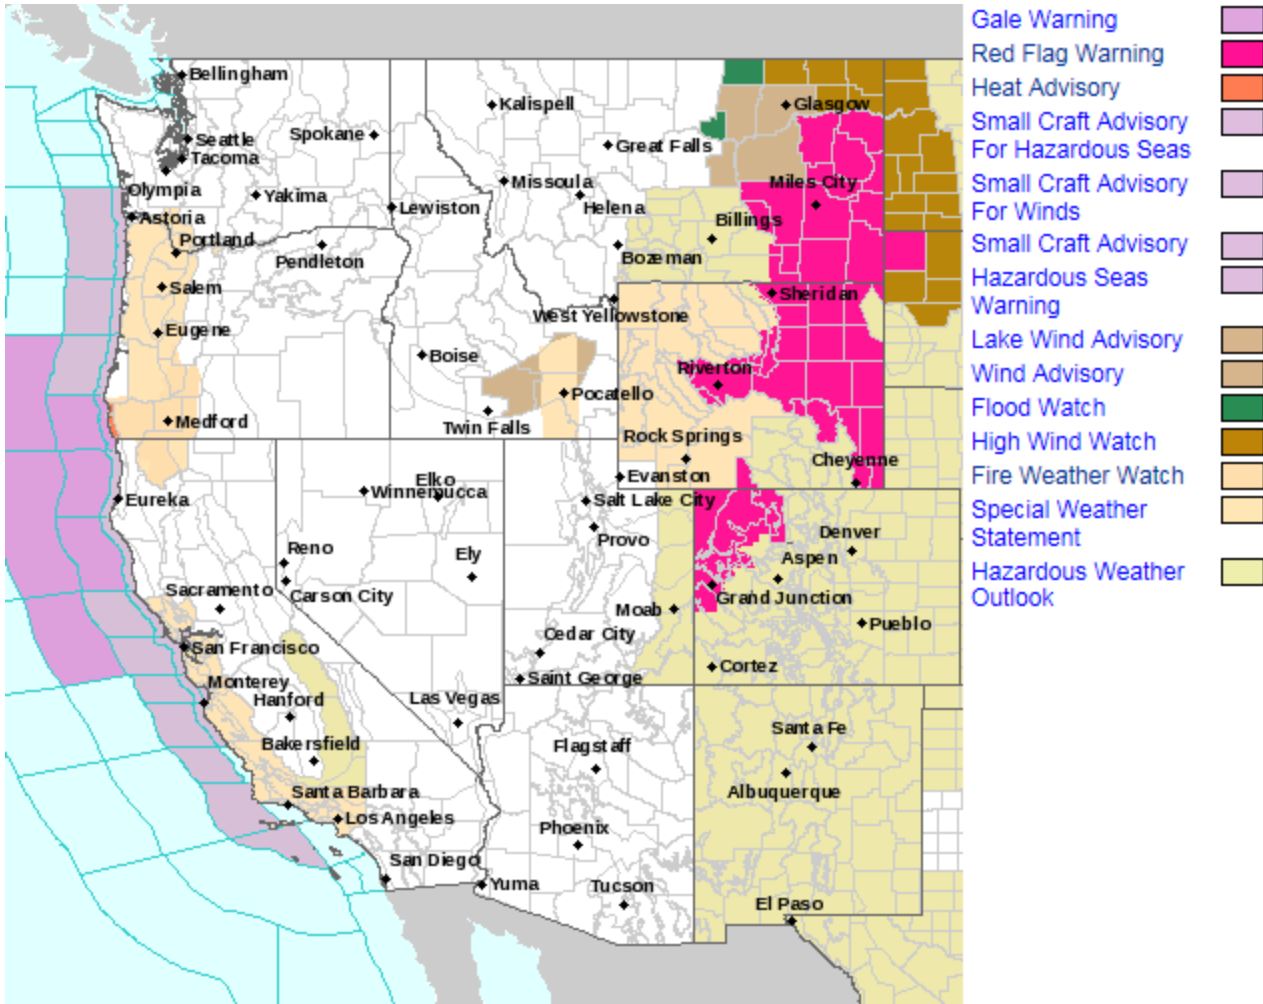 Bellingham
Seattle
Tacoma
Olympia
Spokane
Yakima
Astoria
Lewiston
Portland
Pendleton
Salem
Eugene
Medford
Kalispell
Great Falls
Missoula
Helena
Glasgow
Miles City
Billings
Bozeman
West Yellowstone
Sheridan
Boise
Pocatello
Twin Falls
Riverton
Rock Springs
Evanston
Cheyenne
Eureka
Elko
Winnemucca
Salt Lake City
Provo
Reno
Ely
Carson City
Sacramento
Denver
Aspen
Grand Junction
Moab
Pueblo
San Francisco
Cedar City
Cortez
Saint George
Monterey
Hanford
Las Vegas
Bakersfield
Flagstaff
Santa Fe
Albuquerque
Santa Barbara
Los Angeles
Phoenix
San Diego
Yuma
Tucson
El Paso
Gale Warning
Red Flag Warning
Heat Advisory
Small Craft Advisory
For Hazardous Seas
Small Craft Advisory
For Winds
Small Craft Advisory
Hazardous Seas
Warning
Lake Wind Advisory
Wind Advisory
Flood Watch
High Wind Watch
Fire Weather Watch
Special Weather
Statement
Hazardous Weather
Outlook